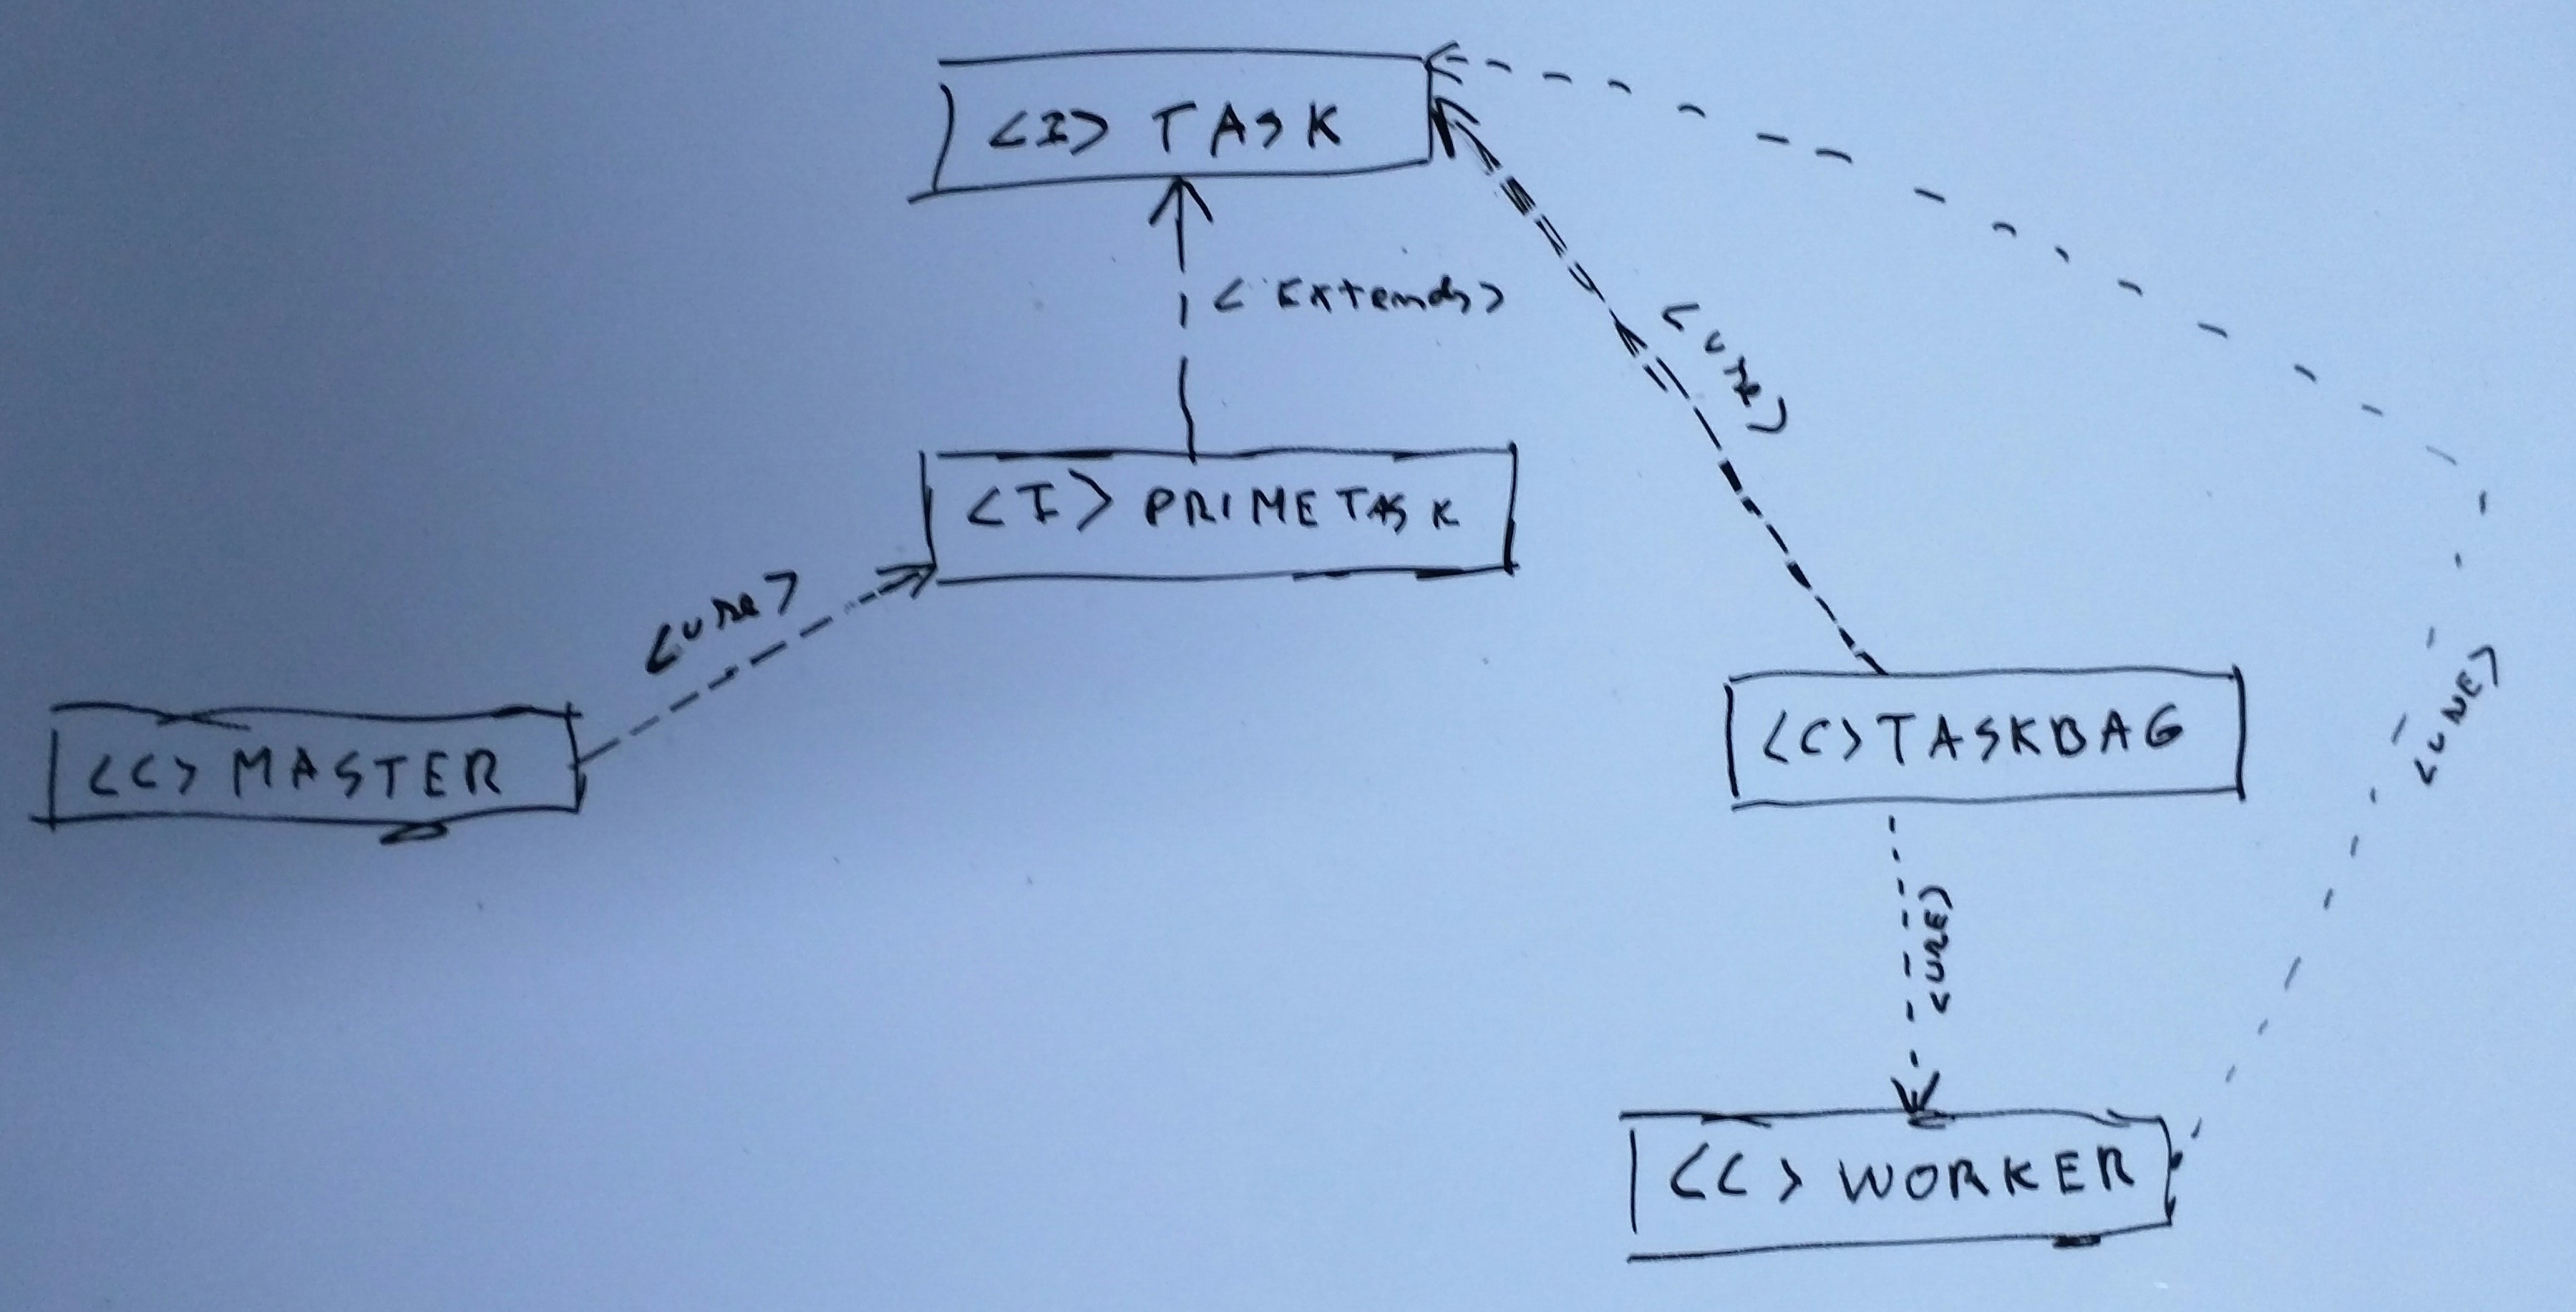 <I> TASK
<Extends>
<use>
<I> PRIMETASK
<use>
<C> MASTER
<C> TASKBAG
<USE>
<USE>
<C> WORKER